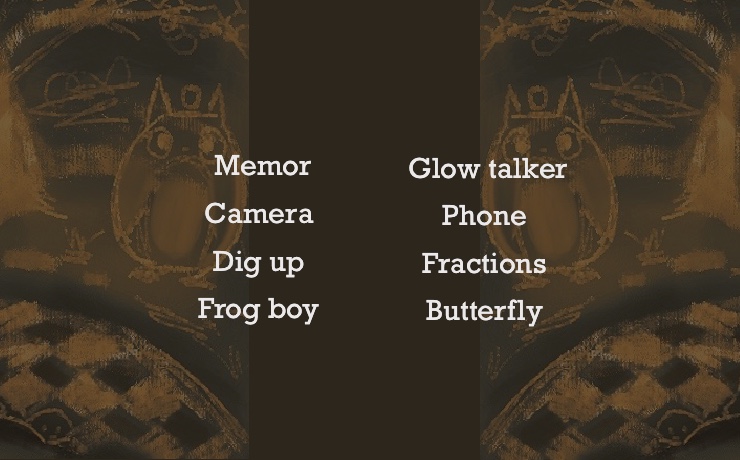 Memor
Camera
Dig up
Frog boy
Glow talker
Phone
Fractions
Butterfly